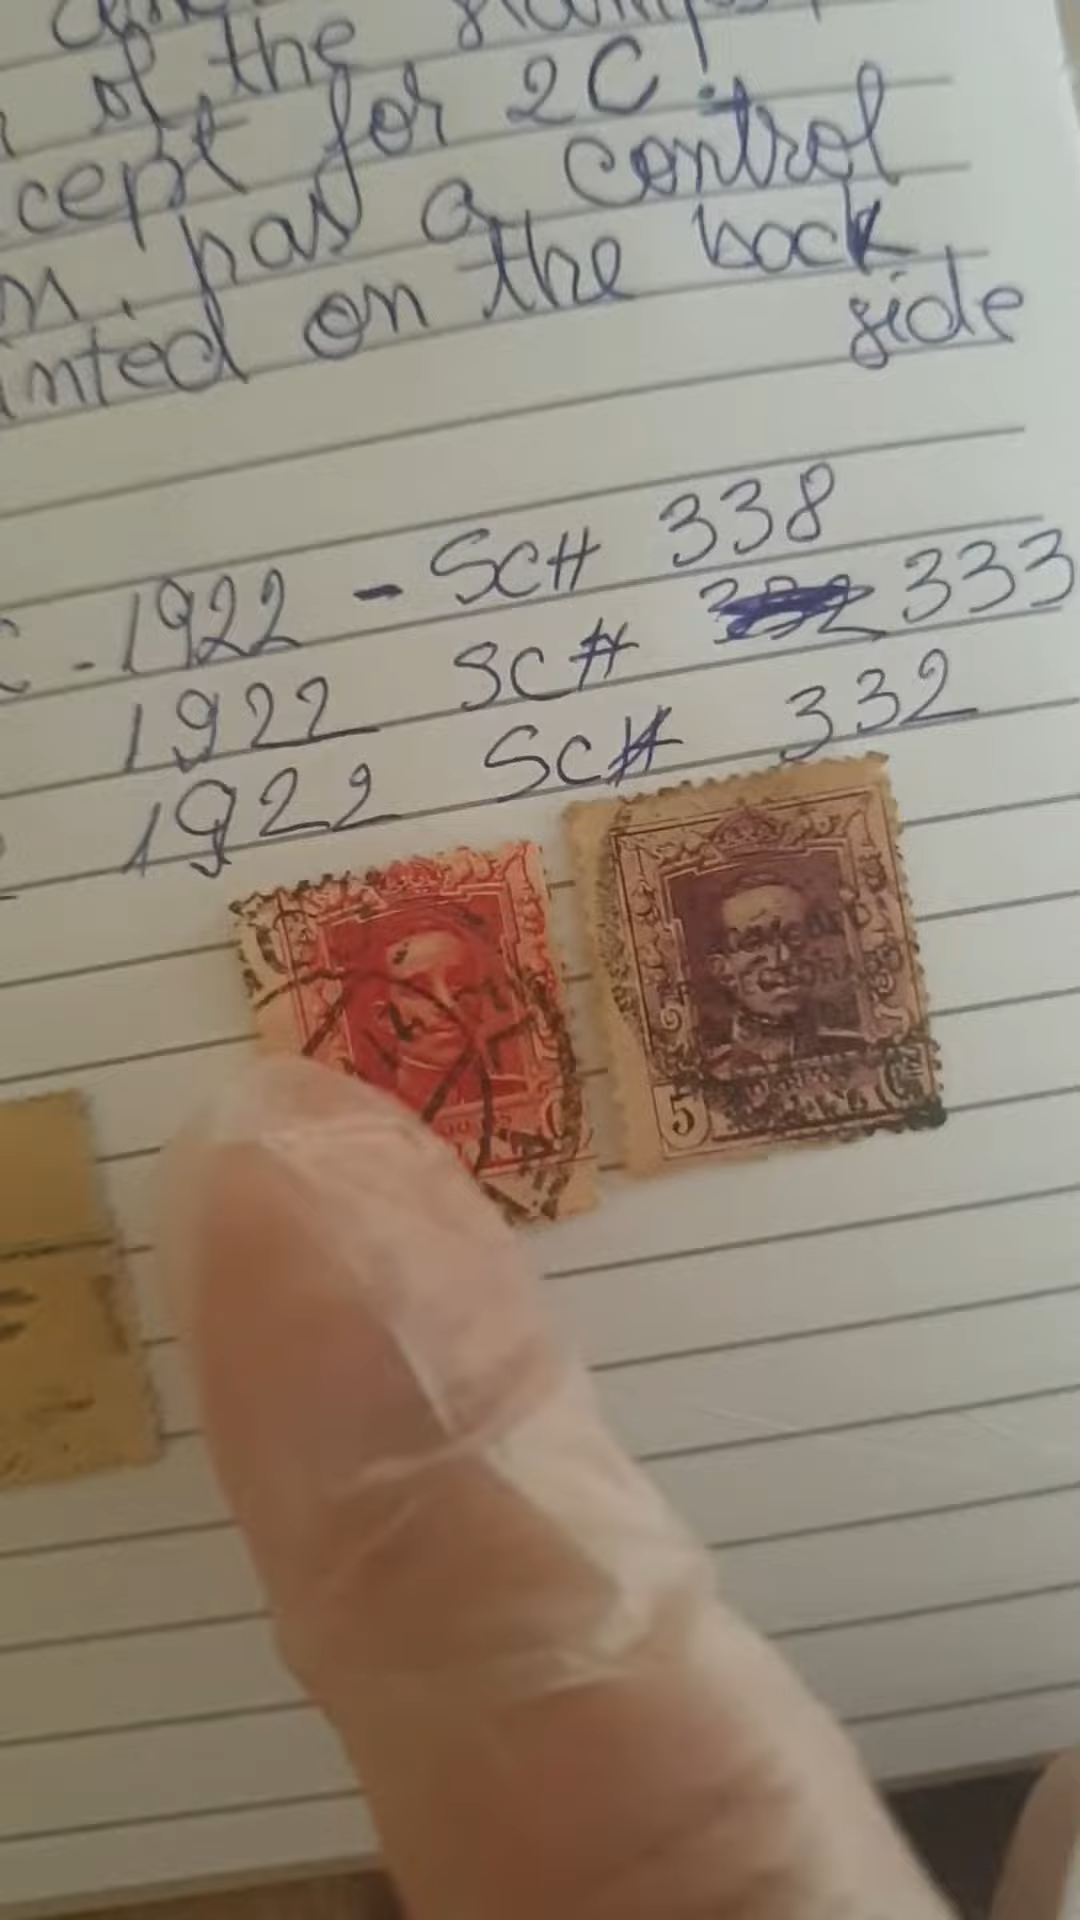 of the
cept for 2C.
has a control
inted on the back
side
1922 - SC# 338
1922 SC# 333
1922 SC# 332
5